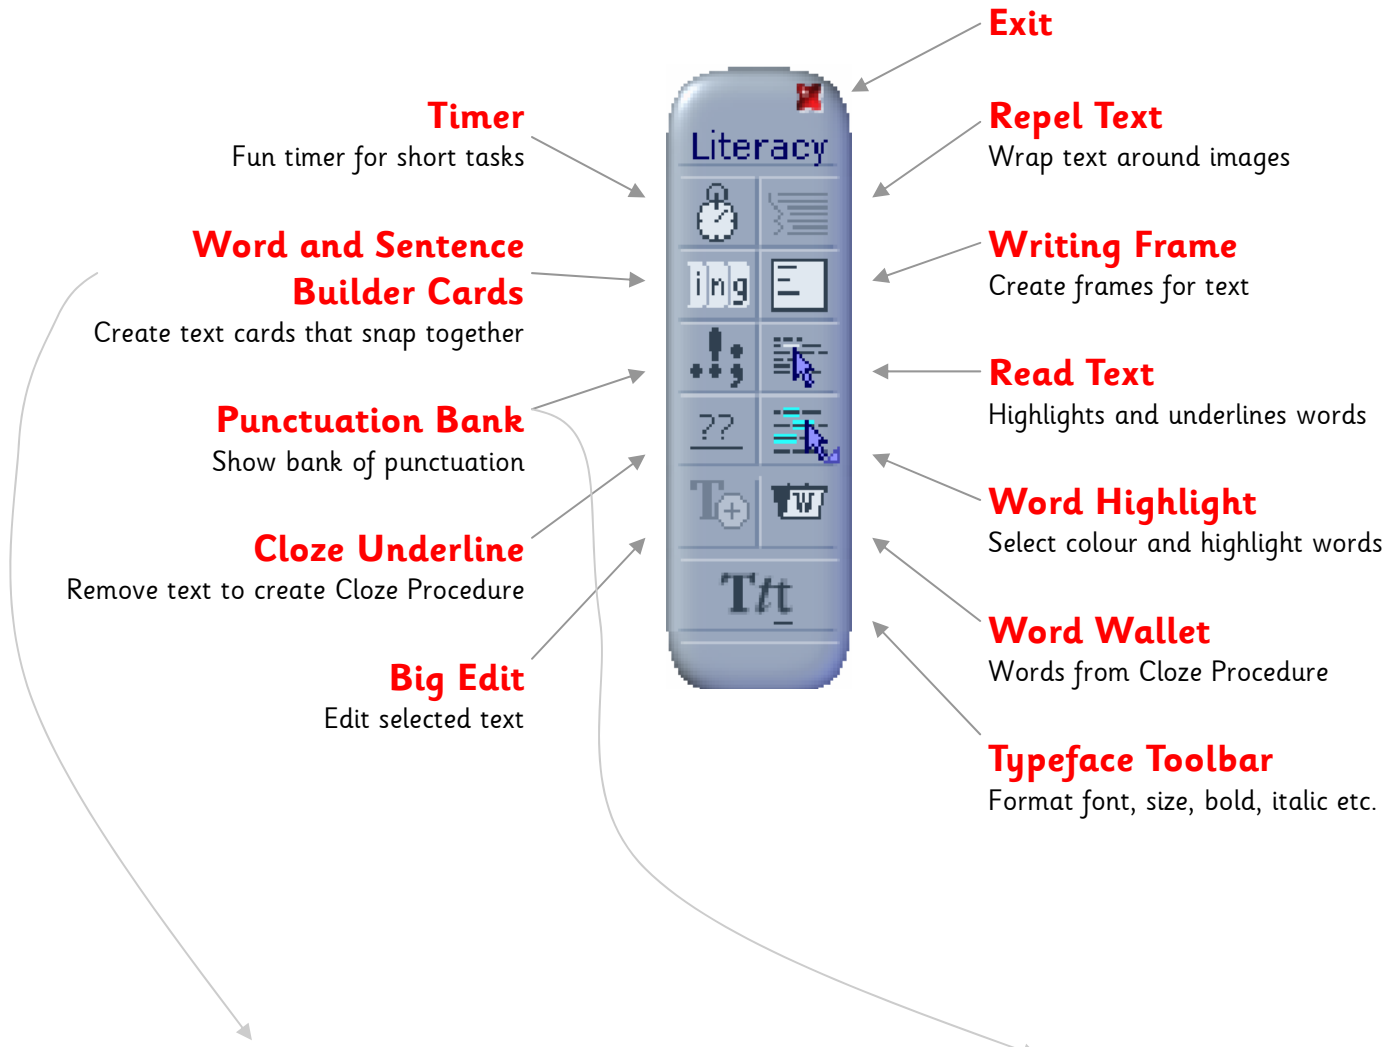 Exit
Timer
Fun timer for short tasks
Word and Sentence
Builder Cards
Create text cards that snap together
Punctuation Bank
Show bank of punctuation
Cloze Underline
Remove text to create Cloze Procedure
Big Edit
Edit selected text
Literacy
ing
.!:;
??
T
W
Ttt
Repel Text
Wrap text around images
Writing Frame
Create frames for text
Read Text
Highlights and underlines words
Word Highlight
Select colour and highlight words
Word Wallet
Words from Cloze Procedure
Typeface Toolbar
Format font, size, bold, italic etc.